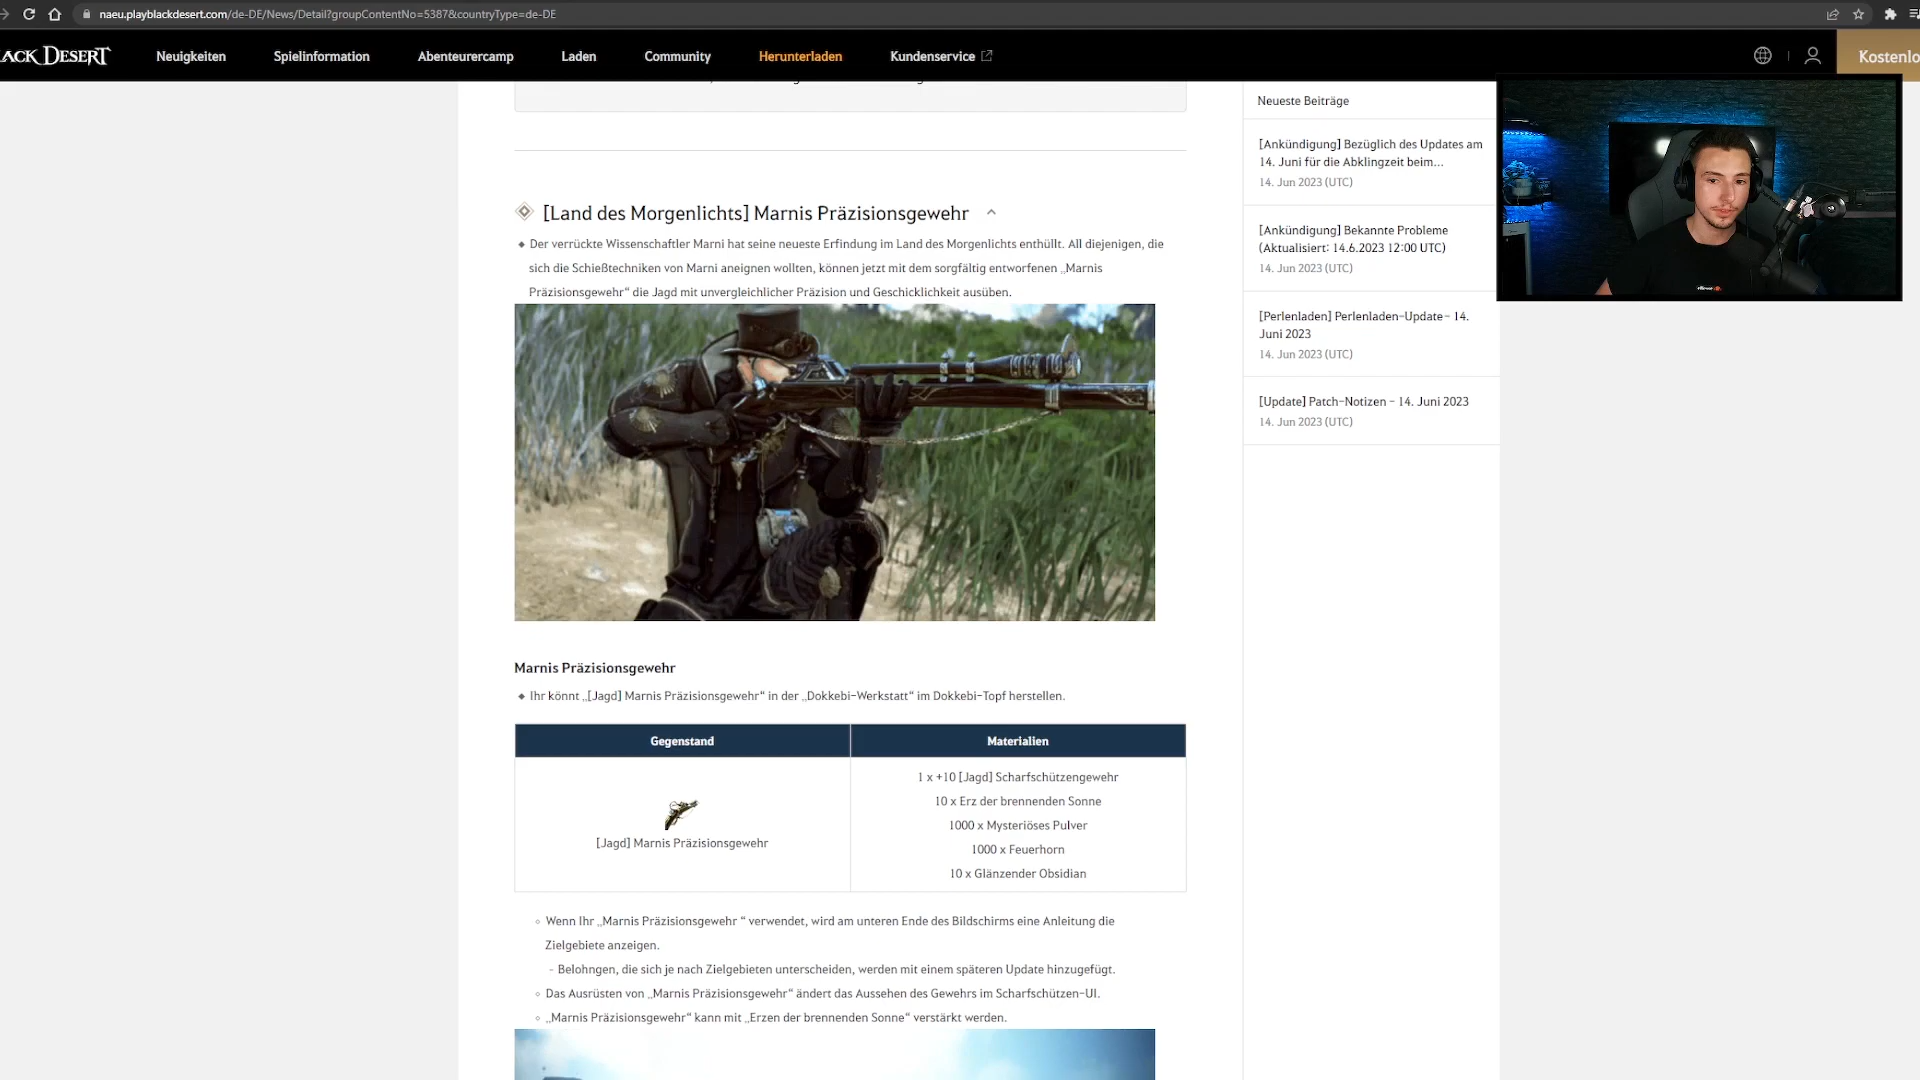 naeu.playblackdesert.com/de-DE/News/Detail?groupContentNo=5387&countryType=de-DE
ACK DESERT
Neuigkeiten
Spielinformation
Abenteurercamp
Laden
Community
Herunterladen
Kundenservice
Kostenlo
[Land des Morgenlichts] Marnis Präzisionsgewehr
Der verrückte Wissenschaftler Marni hat seine neueste Erfindung im Land des Morgenlichts enthüllt. All diejenigen, die
sich die Schießtechniken von Marni aneignen wollten, können jetzt mit dem sorgfältig entworfenen „Marnis
Präzisionsgewehr“ die Jagd mit unvergleichlicher Präzision und Geschicklichkeit ausüben.
Marnis Präzisionsgewehr
Ihr könnt „[Jagd] Marnis Präzisionsgewehr“ in der „Dokkebi-Werkstatt“ im Dokkebi-Topf herstellen.
Gegenstand
Materialien
[Jagd] Marnis Präzisionsgewehr
1 x +10 [Jagd] Scharfschützengewehr
10 x Erz der brennenden Sonne
1000 x Mysteriöses Pulver
1000 x Feuerhorn
10 x Glänzender Obsidian
Wenn Ihr „Marnis Präzisionsgewehr “ verwendet, wird am unteren Ende des Bildschirms eine Anleitung die
Zielgebiete anzeigen.
- Belohngen, die sich je nach Zielgebieten unterscheiden, werden mit einem späteren Update hinzugefügt.
Das Ausrüsten von „Marnis Präzisionsgewehr“ ändert das Aussehen des Gewehrs im Scharfschützen-UI.
„Marnis Präzisionsgewehr“ kann mit „Erzen der brennenden Sonne“ verstärkt werden.
Neueste Beiträge
[Ankündigung] Bezüglich des Updates am
14. Juni für die Abklingzeit beim...
14. Jun 2023 (UTC)
[Ankündigung] Bekannte Probleme
(Aktualisiert: 14.6.2023 12:00 UTC)
14. Jun 2023 (UTC)
[Perlenladen] Perlenladen-Update- 14.
Juni 2023
14. Jun 2023 (UTC)
[Update] Patch-Notizen - 14. Juni 2023
14. Jun 2023 (UTC)